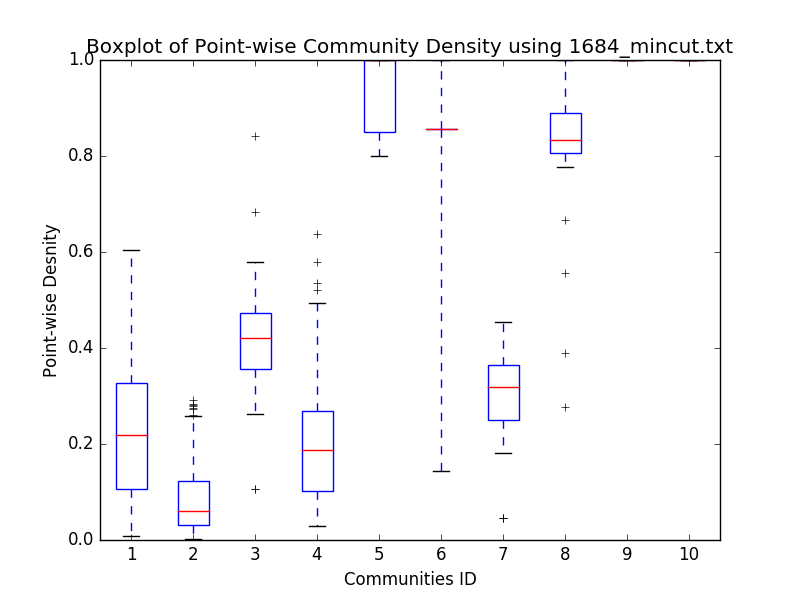 Boxplot of Point-wise Community Density using 1684_mincut.txt
1.0
0.8
0.6
0.4
0.2
0.0
Point-wise Desnity
1 2 3 4 5 6 7 8 9 10
Communities ID